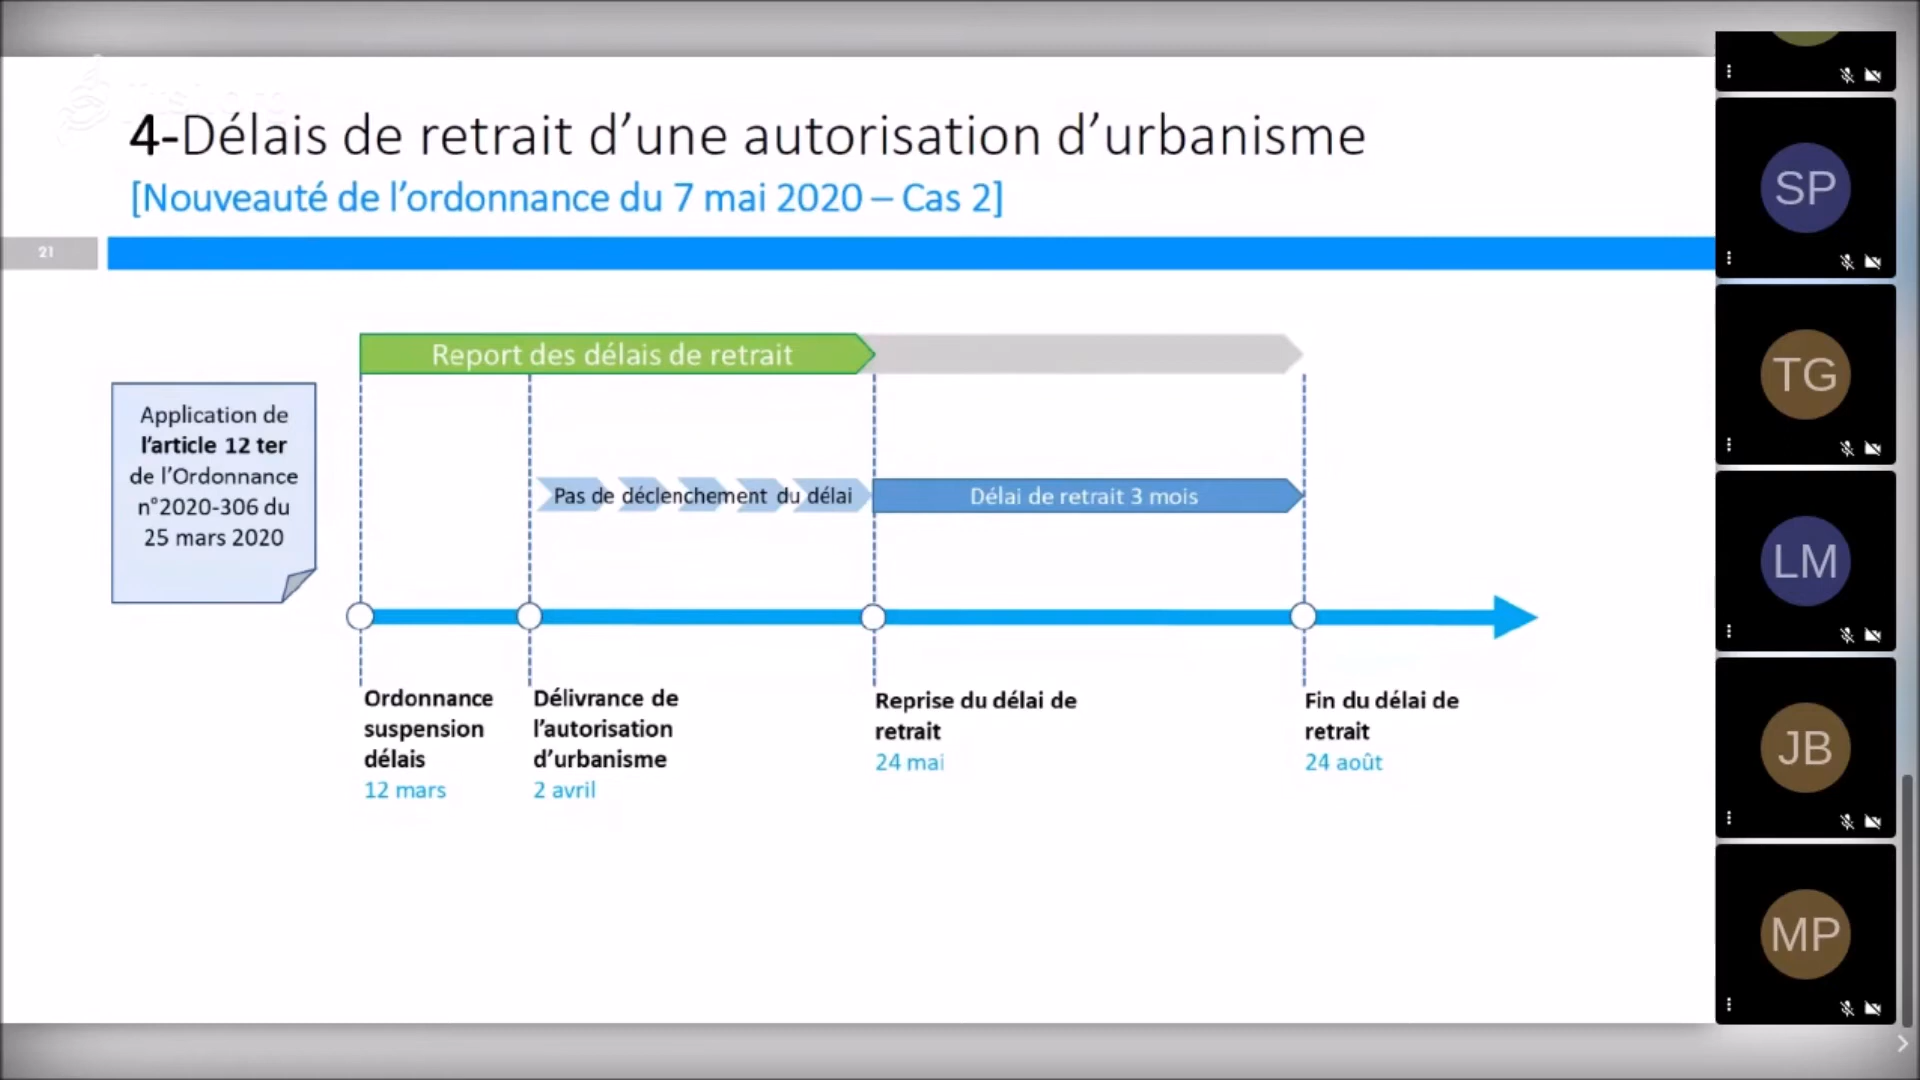 4-Délais de retrait d’une autorisation d’urbanisme
[Nouveauté de l’ordonnance du 7 mai 2020 – Cas 2]
21
Report des délais de retrait
Application de
l’article 12 ter
de l’Ordonnance
n°2020-306 du
25 mars 2020
Pas de déclenchement du délai
Délai de retrait 3 mois
Ordonnance
suspension
délais
12 mars
Délivrance de
l’autorisation
d’urbanisme
2 avril
Reprise du délai de
retrait
24 mai
Fin du délai de
retrait
24 août
SP
TG
LM
JB
MP